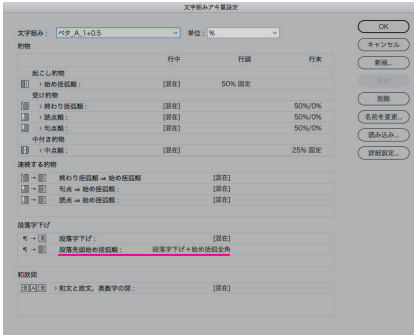 文字組みアキ量設定
文字組み： ベタ_A_1+0.5 単位： % OK
キャンセル
約物
行中 行頭 行末 新規...
起こし約物
始め括弧類： [混在] 50% 固定
受け約物 削除
終わり括弧類： [混在] 50%/0%
読点類： [混在] 50%/0% 名前を変更...
句点類： [混在] 50%/0%
中付き約物 読み込み...
中点類： [混在] 25% 固定 詳細設定...
連続する約物
終わり括弧類 → 始め括弧類 [混在]
句点 → 始め括弧類： [混在]
読点 → 始め括弧類： [混在]
段落字下げ
段落字下げ： [混在]
段落先頭始め括弧類： 段落字下げ+始め括弧全角
和欧間
和文と欧文、英数字の間： [混在]